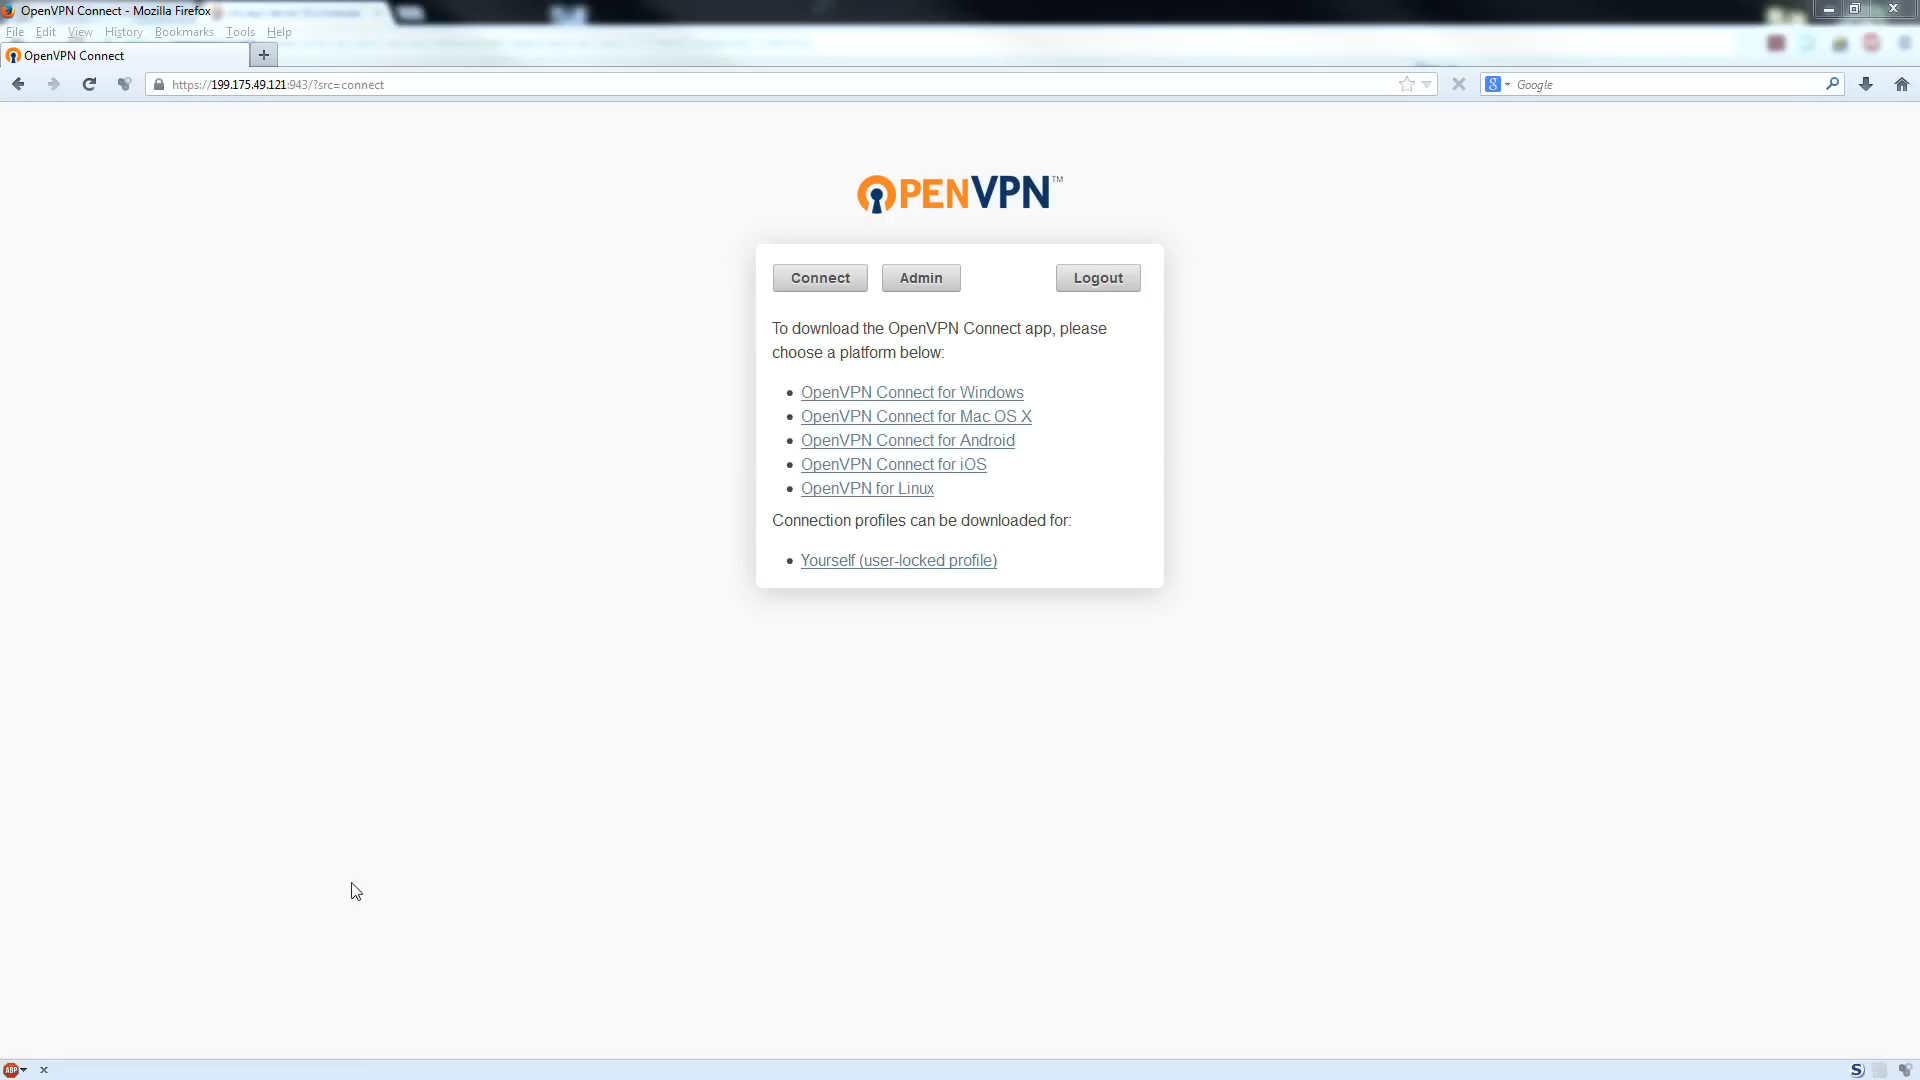 OpenVPN Connect - Mozilla Firefox
File Edit View History Bookmarks Tools Help
OpenVPN Connect
https://199.175.49.121:943/?src=connect
8 Google
OPENVPN™
Connect Admin Logout
To download the OpenVPN Connect app, please
choose a platform below:
• OpenVPN Connect for Windows
• OpenVPN Connect for Mac OS X
• OpenVPN Connect for Android
• OpenVPN Connect for iOS
• OpenVPN for Linux
Connection profiles can be downloaded for:
• Yourself (user-locked profile)
ABP
S